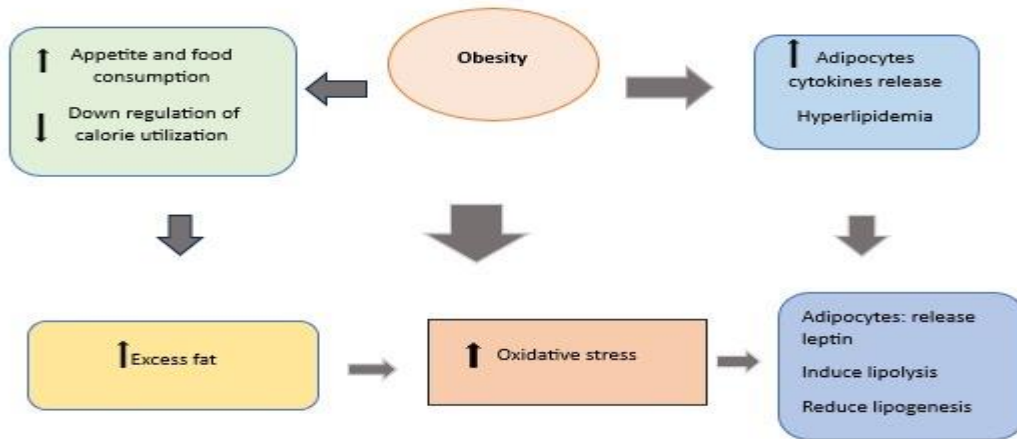 Appetite and food
consumption
Down regulation of
calorie utilization
Obesity
Adipocytes
cytokines release
Hyperlipidemia
Excess fat
Oxidative stress
Adipocytes: release
leptin
Induce lipolysis
Reduce lipogenesis